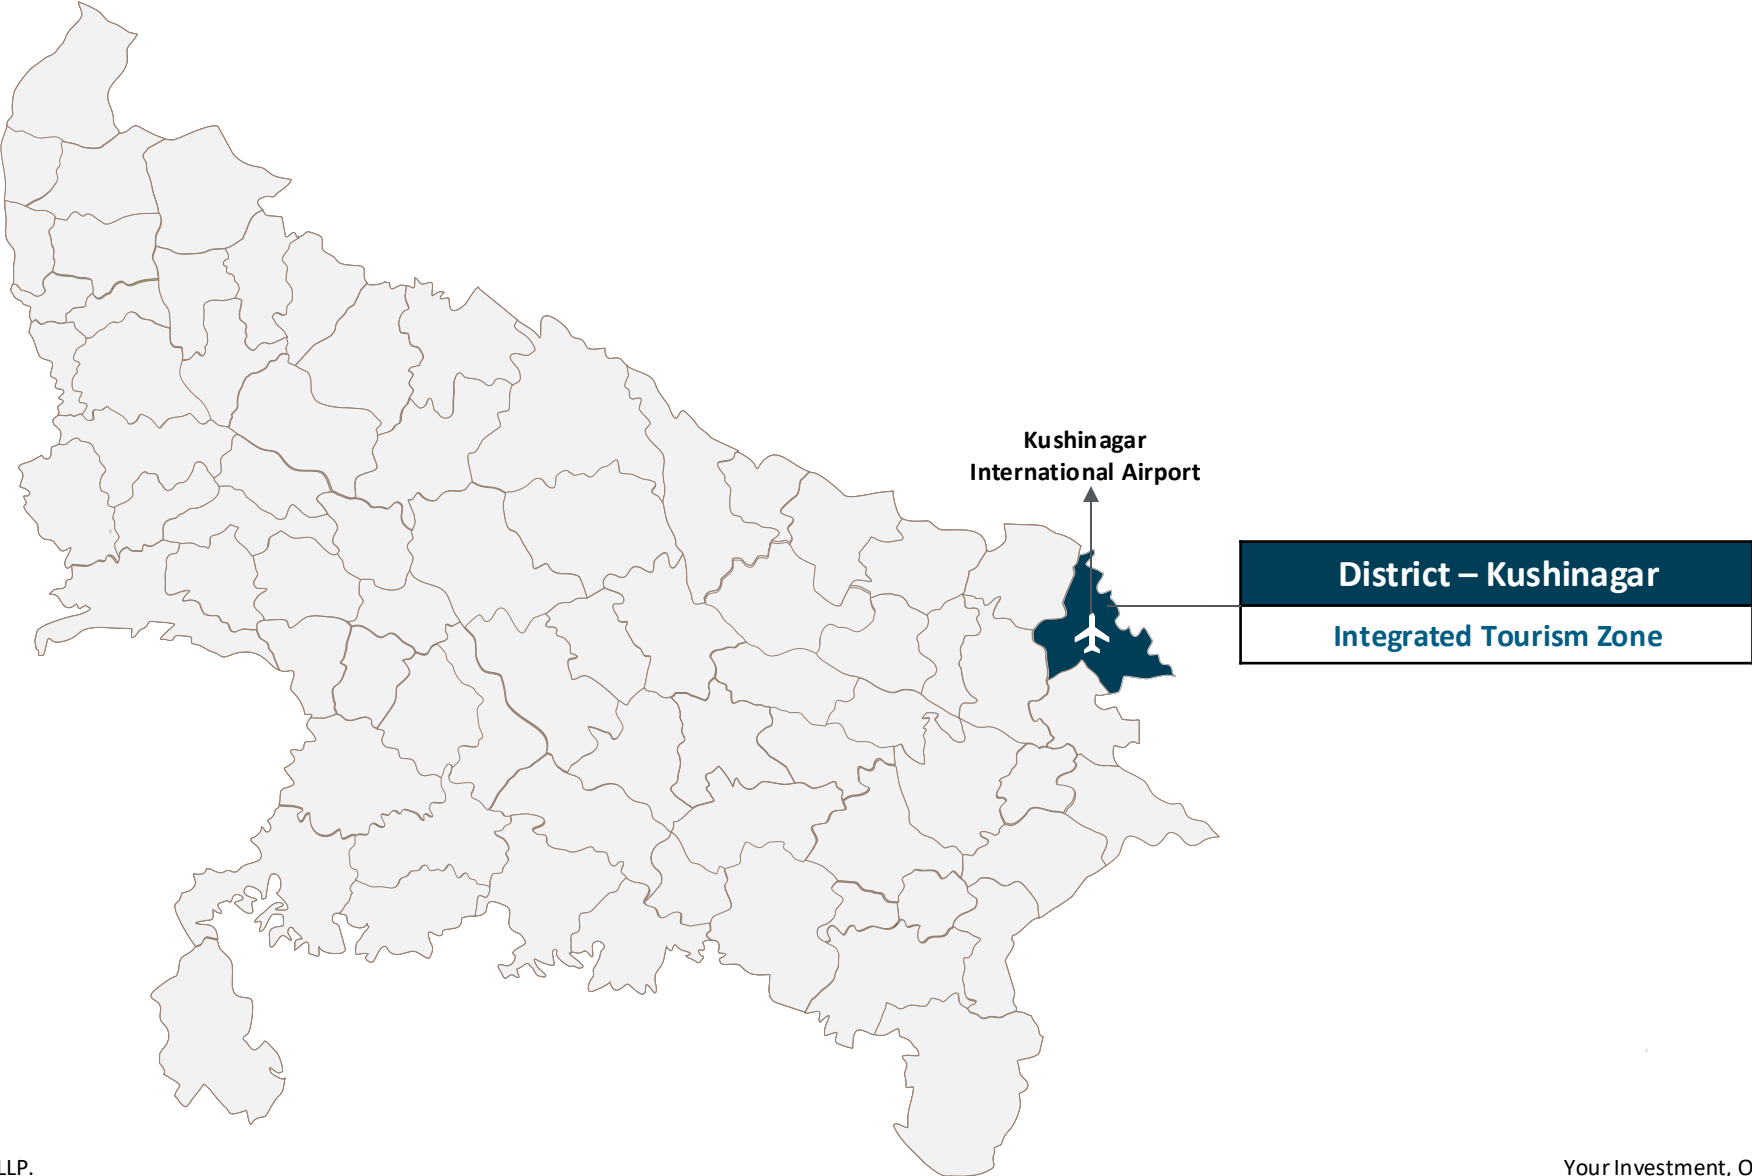 Kushinagar
International Airport
District – Kushinagar
Integrated Tourism Zone
LLP.
Your Investment, O